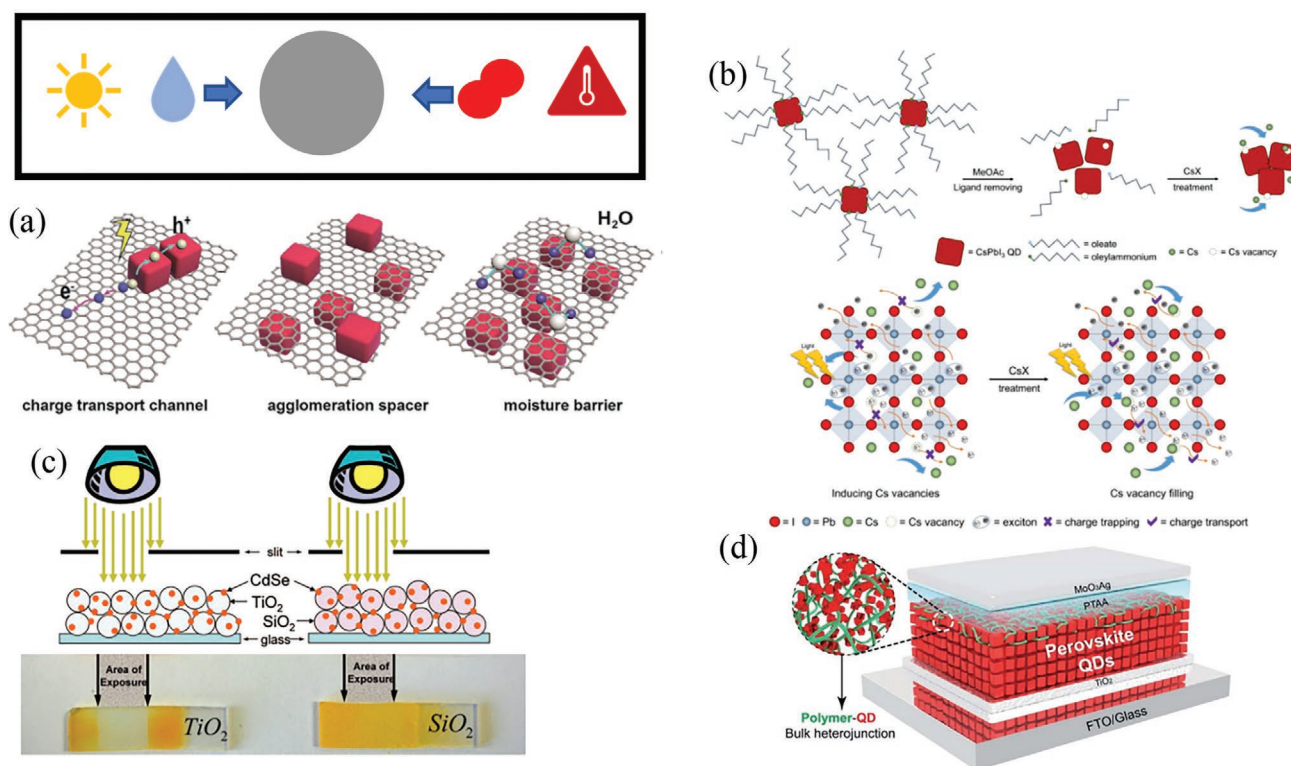 (a)
h⁺
e⁻
H₂O
charge transport channel
agglomeration spacer
moisture barrier
(b)
MeOAc
Ligand removing
CsX
treatment
= CsPbI₃ QD
= oleate
= oleylammonium
= Cs
= Cs vacancy
Light
CsX
treatment
Light
Inducing Cs vacancies
Cs vacancy filling
= I = Pb = Cs = Cs vacancy = exciton = charge trapping = charge transport
(c)
slit
CdSe
TiO₂
SiO₂
glass
Area of
Exposure
TiO₂
Area of
Exposure
SiO₂
(d)
MoO₃Ag
PTAA
Perovskite
QDs
TiO₂
FTO/Glass
Polymer-QD
Bulk heterojunction